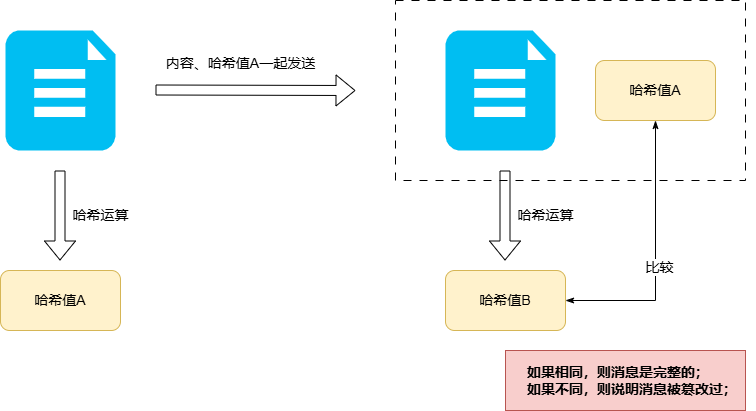 内容、哈希值A一起发送
哈希值A
哈希运算
哈希运算
比较
哈希值A
哈希值B
如果相同，则消息是完整的；
如果不同，则说明消息被篡改过；